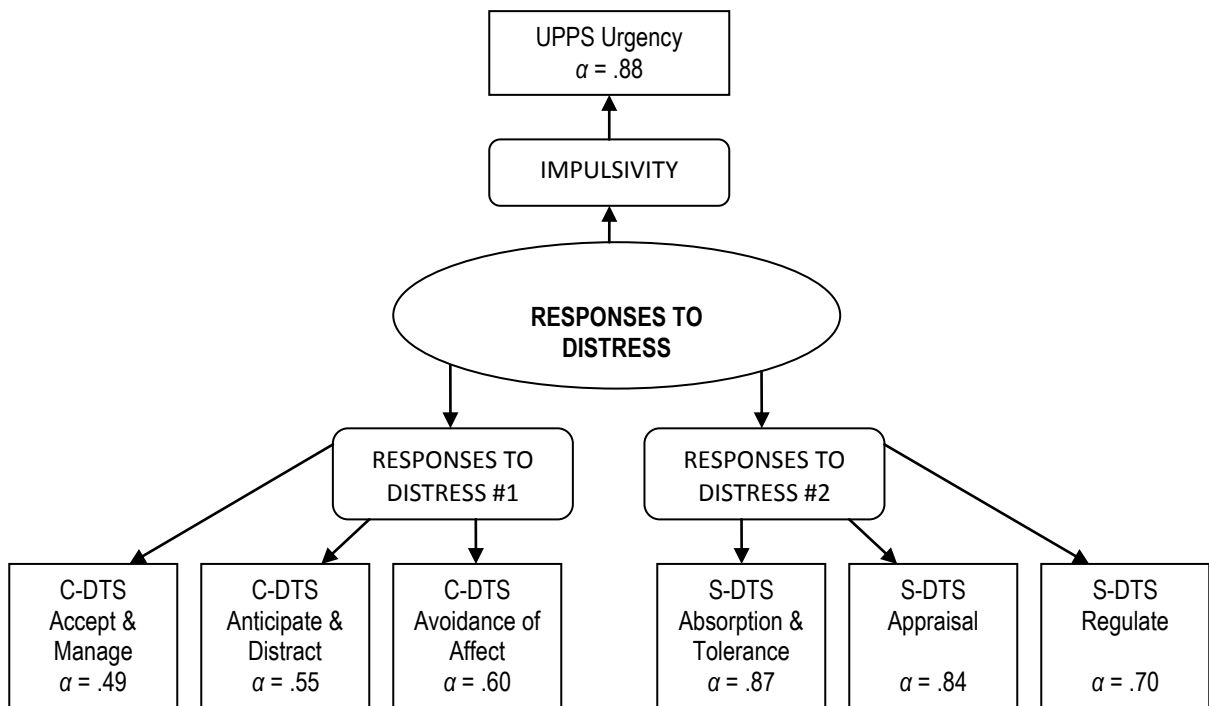 UPPS Urgency
α = .88
IMPULSIVITY
RESPONSES TO
DISTRESS
RESPONSES TO
DISTRESS #1
RESPONSES TO
DISTRESS #2
C-DTS
Accept &
Manage
α = .49
C-DTS
Anticipate &
Distract
α = .55
C-DTS
Avoidance of
Affect
α = .60
S-DTS
Absorption &
Tolerance
α = .87
S-DTS
Appraisal
α = .84
S-DTS
Regulate
α = .70